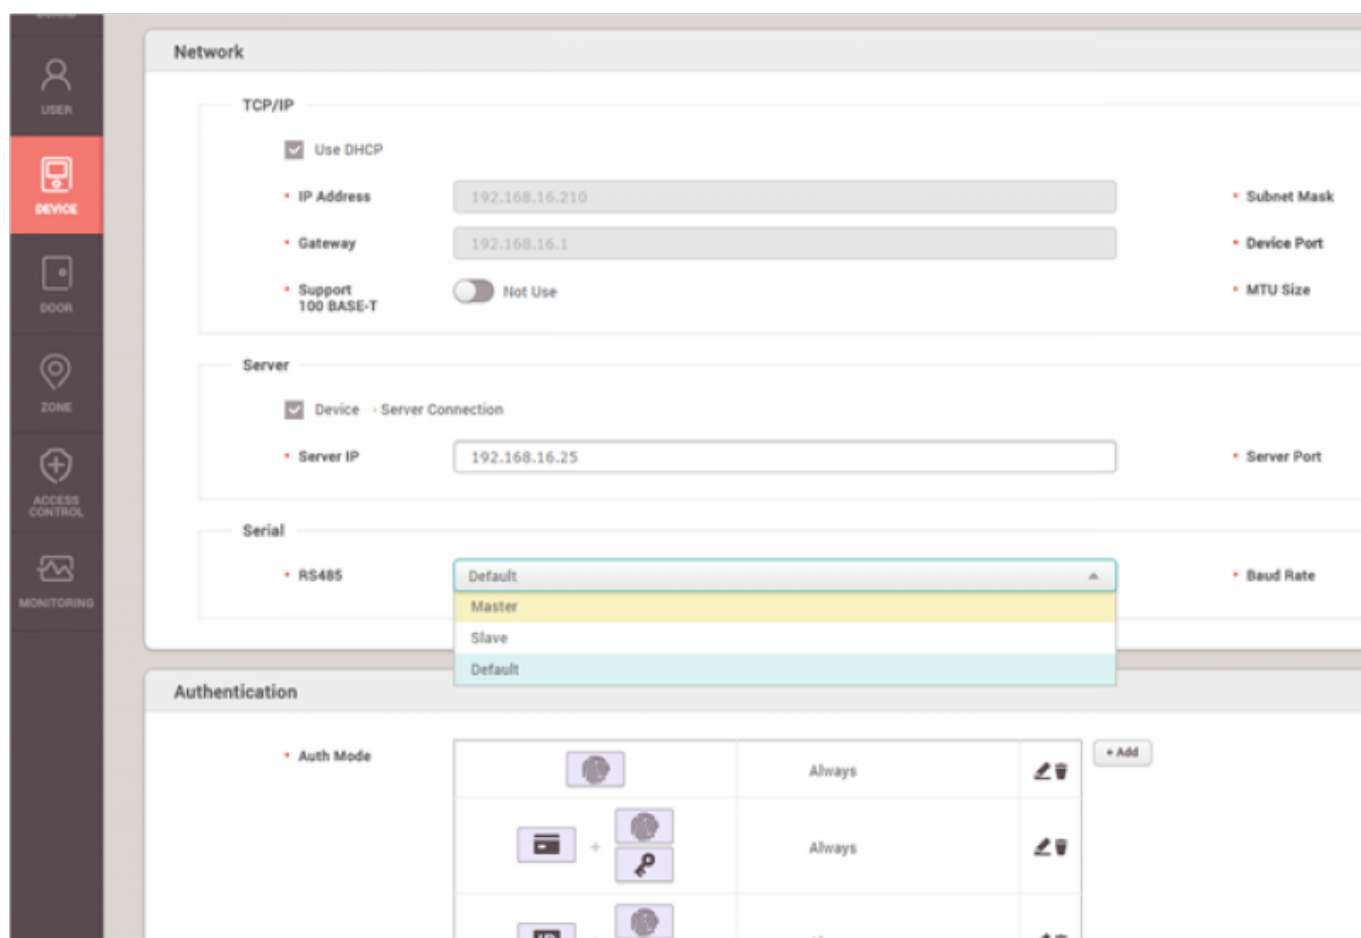 USER
DEVICE
DOOR
ZONE
ACCESS
CONTROL
MONITORING
Network
TCP/IP
Use DHCP
IP Address 192.168.16.210 Subnet Mask
Gateway 192.168.16.1 Device Port
Support
100 BASE-T Not Use MTU Size
Server
Device - Server Connection
Server IP 192.168.16.25 Server Port
Serial
RS485 Default Baud Rate
Master
Slave
Default
Authentication
Auth Mode Always + Add
+ Always